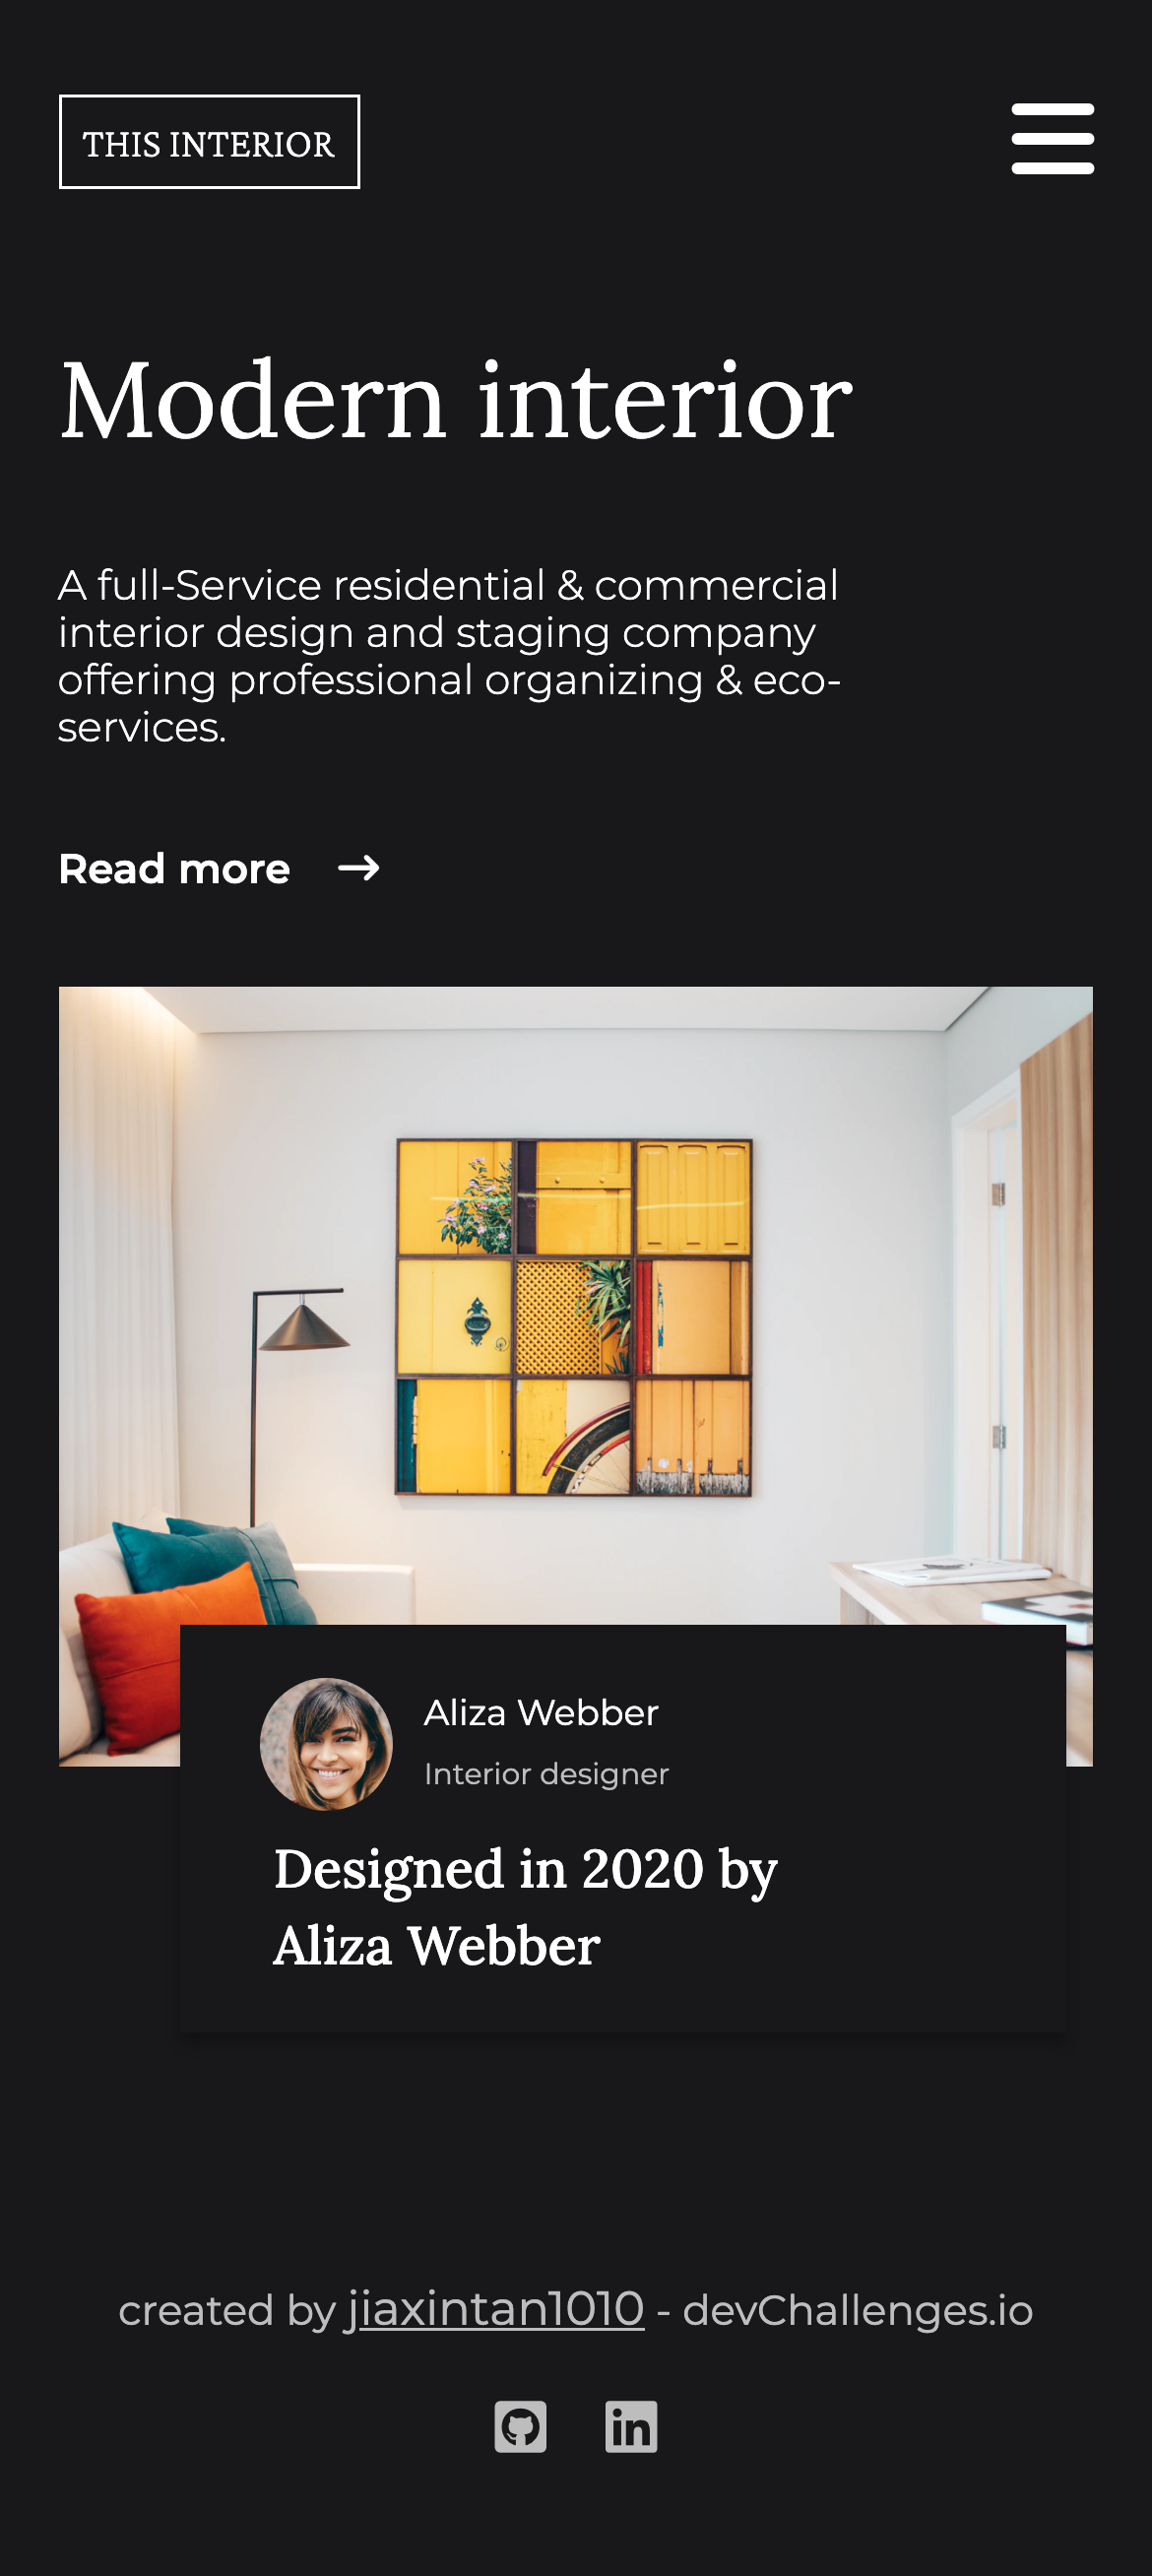 THIS INTERIOR
Modern interior
A full-Service residential & commercial
interior design and staging company
offering professional organizing & eco-
services.
Read more →
Aliza Webber
Interior designer
Designed in 2020 by
Aliza Webber
created by jiaxintan1010 - devChallenges.io
in